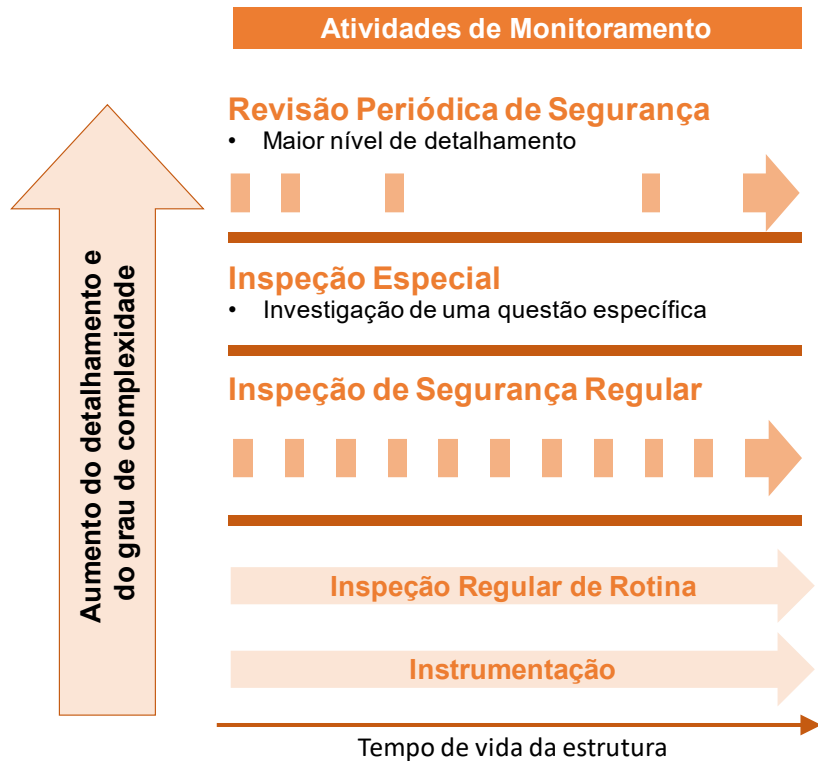 Atividades de Monitoramento
Revisão Periódica de Segurança
• Maior nível de detalhamento
Inspeção Especial
• Investigação de uma questão específica
Inspeção de Segurança Regular
Inspeção Regular de Rotina
Instrumentação
Tempo de vida da estrutura
Aumento do detalhamento e
do grau de complexidade